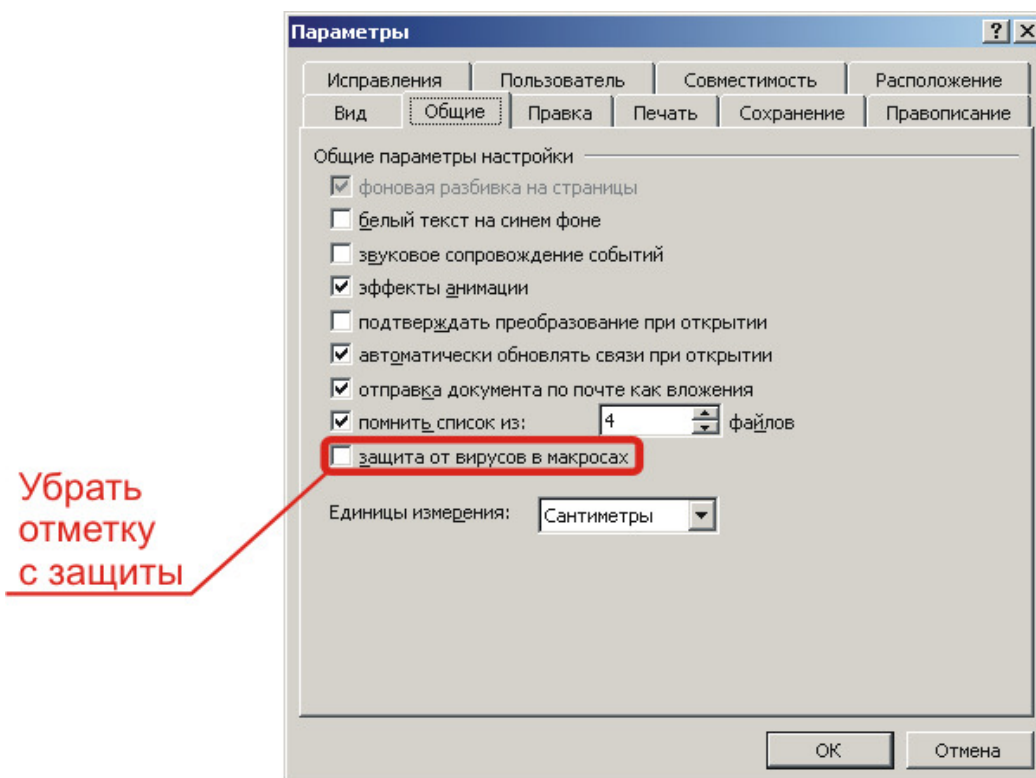 Параметры
Исправления Пользователь Совместимость Расположение
Вид Общие Правка Печать Сохранение Правописание
Общие параметры настройки
фоновая разбивка на страницы
белый текст на синем фоне
звуковое сопровождение событий
эффекты анимации
подтверждать преобразование при открытии
автоматически обновлять связи при открытии
отправка документа по почте как вложения
помнить список из: 4 файлов
защита от вирусов в макросах
Убрать
отметку
с защиты
Единицы измерения: Сантиметры
ОК Отмена